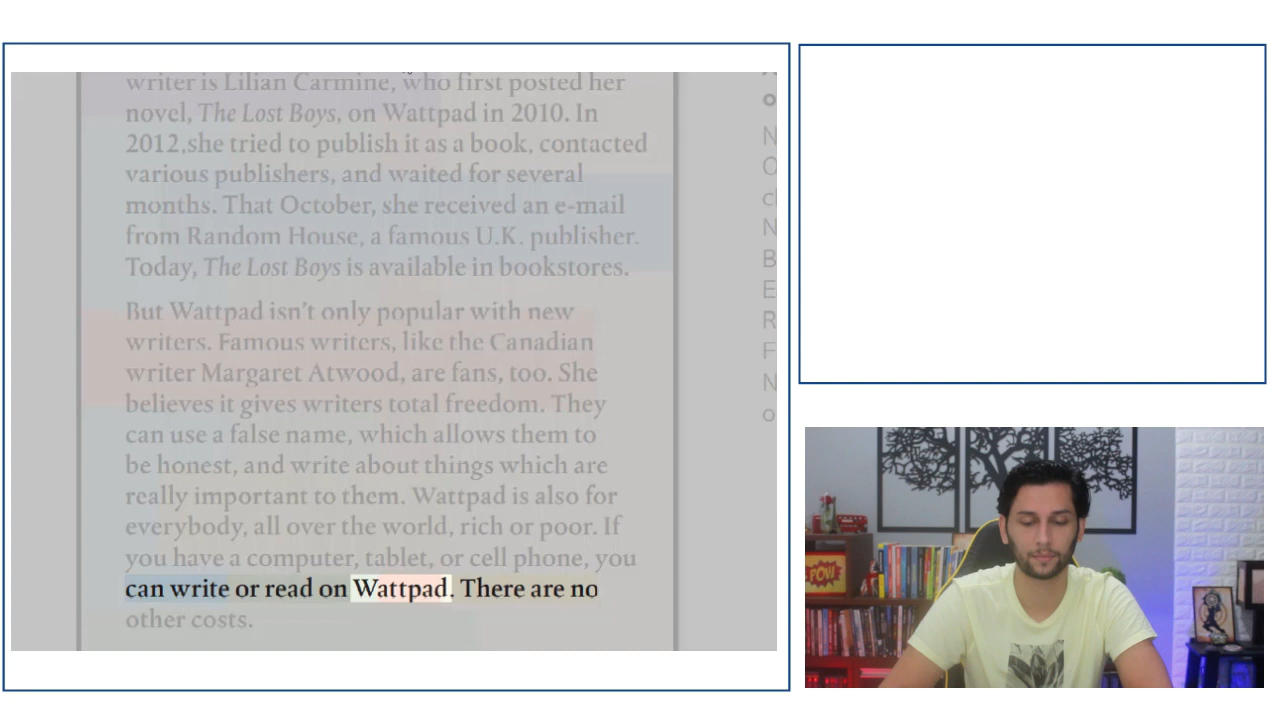 writer is Lilian Carmine, who first posted her
novel, The Lost Boys, on Wattpad in 2010. In
2012,she tried to publish it as a book, contacted
various publishers, and waited for several
months. That October, she received an e-mail
from Random House, a famous U.K. publisher.
Today, The Lost Boys is available in bookstores.
But Wattpad isn't only popular with new
writers. Famous writers, like the Canadian
writer Margaret Atwood, are fans, too. She
believes it gives writers total freedom. They
can use a false name, which allows them to
be honest, and write about things which are
really important to them. Wattpad is also for
everybody, all over the world, rich or poor. If
you have a computer, tablet, or cell phone, you
can write or read on Wattpad. There are no
other costs.
o
N
O
cl
N
B
E
R
F
N
o
POW!